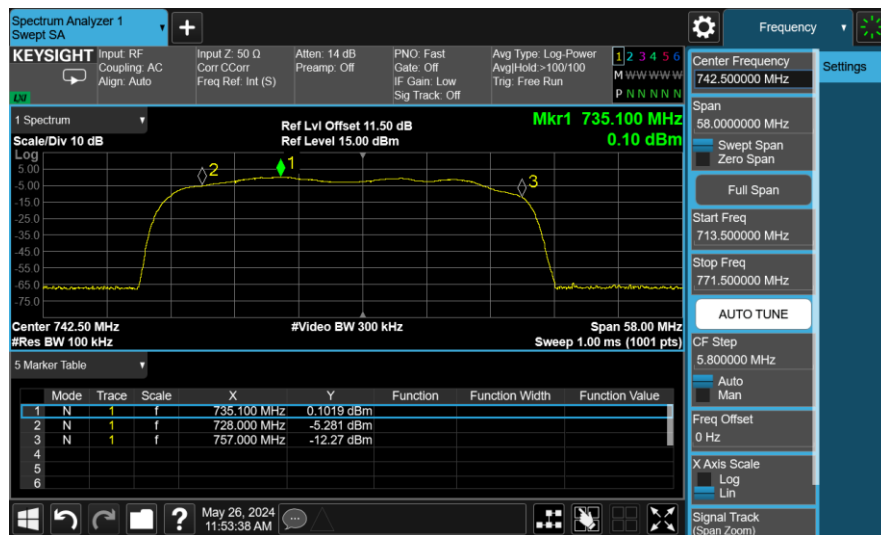 Spectrum Analyzer 1
Swept SA
Frequency
KEYSIGHT
Input: RF
Coupling: AC
Align: Auto
Input Z: 50 Ω
Corr CCorr
Freq Ref: Int (S)
Atten: 14 dB
Preamp: Off
PNO: Fast
Gate: Off
IF Gain: Low
Sig Track: Off
Avg Type: Log-Power
Avg|Hold:>100/100
Trig: Free Run
1 2 3 4 5 6
M W W W W W
P N N N N N
LXI
1 Spectrum
Scale/Div 10 dB
Ref Lvl Offset 11.50 dB
Ref Level 15.00 dBm
Mkr1 735.100 MHz
0.10 dBm
Log
5.00
-5.00
-15.0
-25.0
-35.0
-45.0
-55.0
-65.0
-75.0
2
1
3
Center 742.50 MHz
#Res BW 100 kHz
#Video BW 300 kHz
Span 58.00 MHz
Sweep 1.00 ms (1001 pts)
5 Marker Table
Mode Trace Scale X Y Function Function Width Function Value
1 N 1 f 735.100 MHz 0.1019 dBm
2 N 1 f 728.000 MHz -5.281 dBm
3 N 1 f 757.000 MHz -12.27 dBm
4
5
6
May 26, 2024
11:53:38 AM
Center Frequency
742.500000 MHz
Settings
Span
58.0000000 MHz
Swept Span
Zero Span
Full Span
Start Freq
713.500000 MHz
Stop Freq
771.500000 MHz
AUTO TUNE
CF Step
5.800000 MHz
Auto
Man
Freq Offset
0 Hz
X Axis Scale
Log
Lin
Signal Track
(Span Zoom)